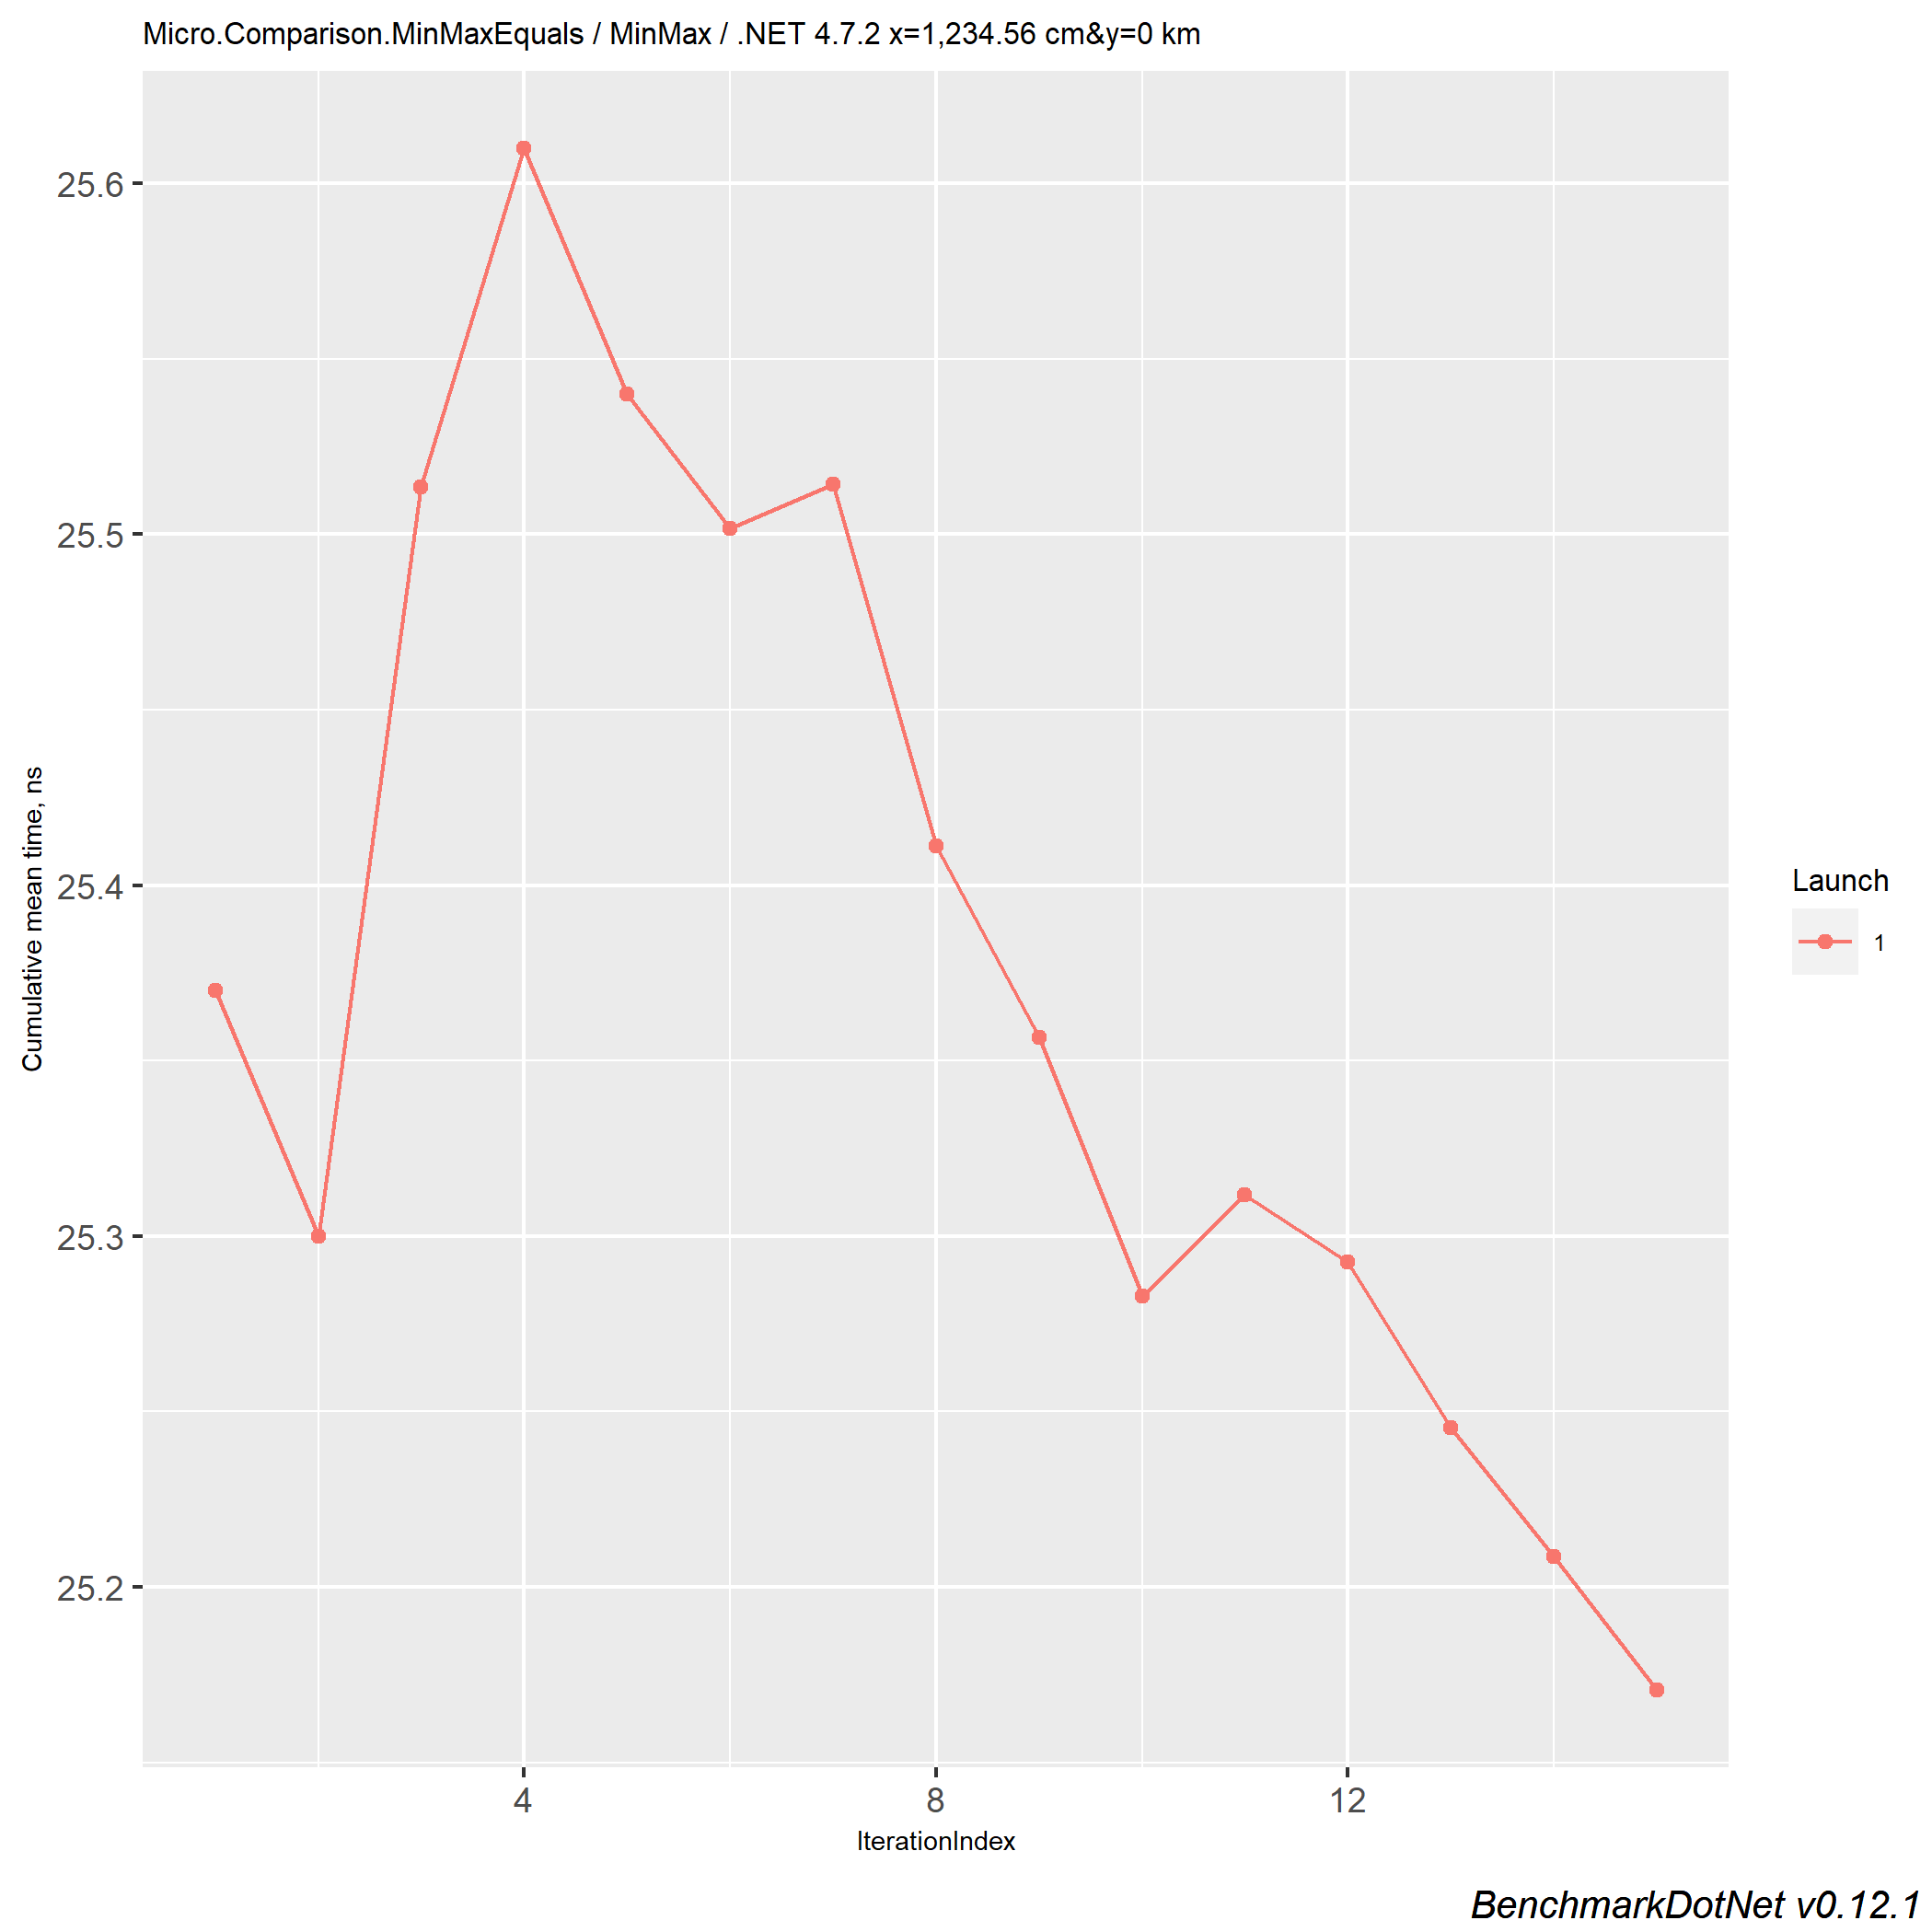 Micro.Comparison.MinMaxEquals / MinMax / .NET 4.7.2 x=1,234.56 cm&y=0 km
25.6
25.5
25.4
25.3
25.2
Cumulative mean time, ns
4
8
12
IterationIndex
Launch
1
BenchmarkDotNet v0.12.1